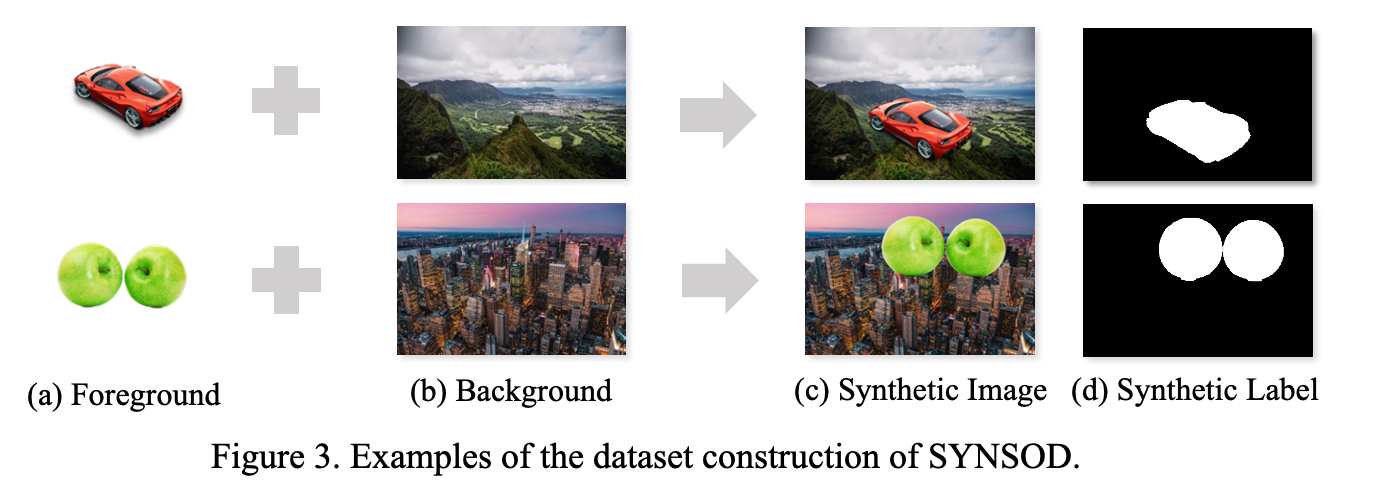 (a) Foreground
(b) Background
(c) Synthetic Image
(d) Synthetic Label
Figure 3. Examples of the dataset construction of SYNSOD.